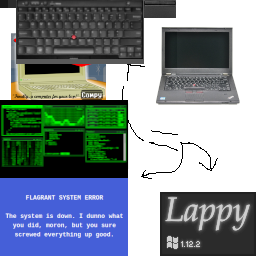 Compy
FLAGRANT SYSTEM ERROR
The system is down. I dunno what
you did, moron, but you sure
screwed everything up good.
Lappy
1.12.2